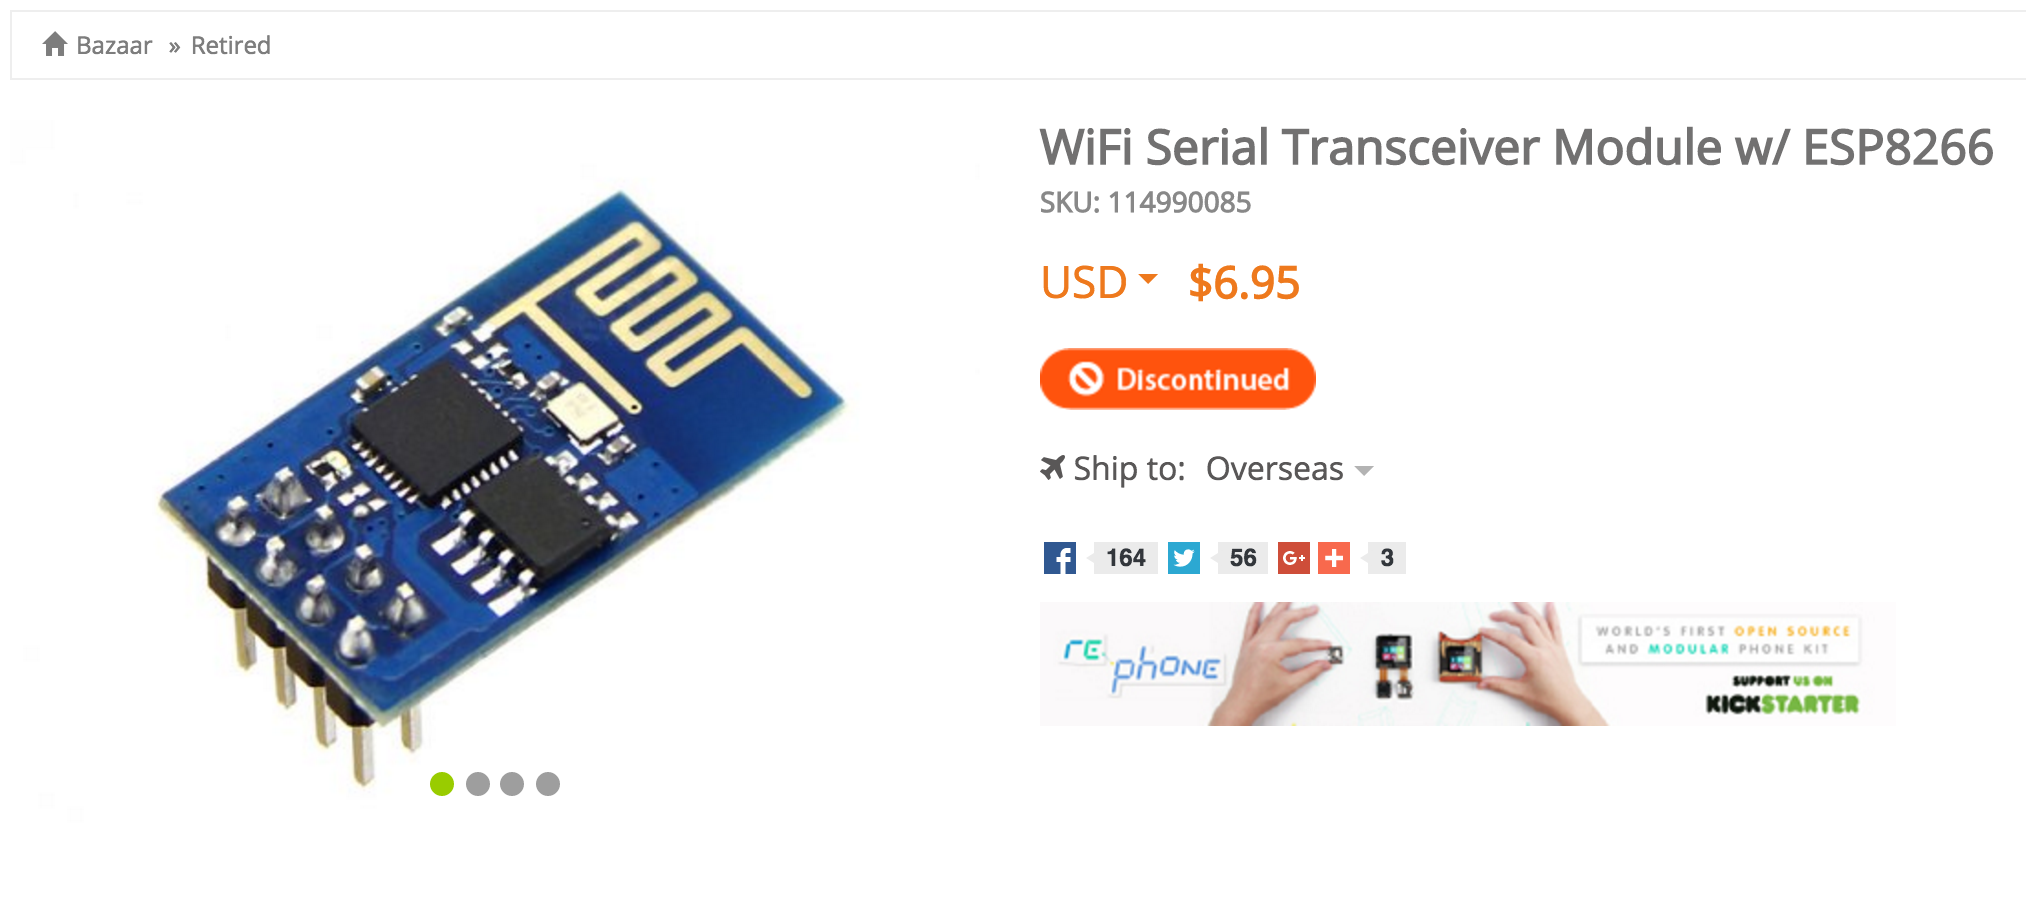 Bazaar » Retired
WiFi Serial Transceiver Module w/ ESP8266
SKU: 114990085
USD $6.95
Discontinued
Ship to: Overseas
f 164 56 G+ 3
re
phone
WORLD'S FIRST OPEN SOURCE
AND MODULAR PHONE KIT
SUPPORT US ON
KICKSTARTER